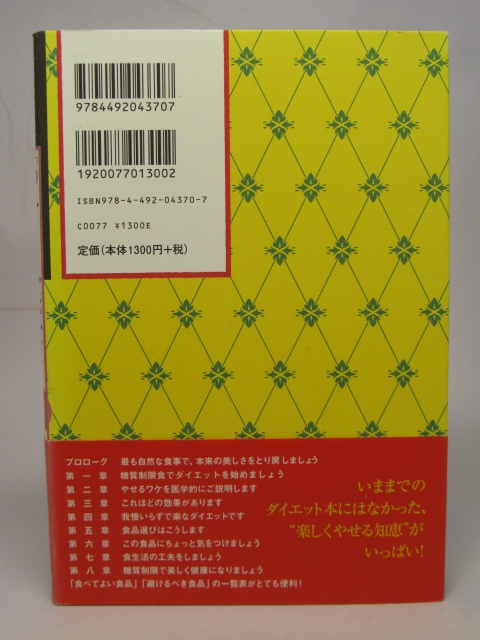 9784492043707
1920077013002
ISBN978-4-492-04370-7
C0077 ¥1300E
定価(本体1300円+税)
プロローグ 最も自然な食事で、本来の美しさをとり戻しましょう
第一章 糖質制限食でダイエットを始めましょう
第二章 やせるワケを医学的にご説明します
第三章 これほどの効果があります
第四章 我慢いらずで楽なダイエットです
第五章 食品選びはこうします
第六章 この食品にちょっと気をつけましょう
第七章 食生活の工夫をしましょう
第八章 糖質制限で美しく健康になりましょう
「食べてよい食品」「避けるべき食品」の一覧表がとても便利!
いままでの
ダイエット本にはなかった、
“楽しくやせる知恵”が
いっぱい!